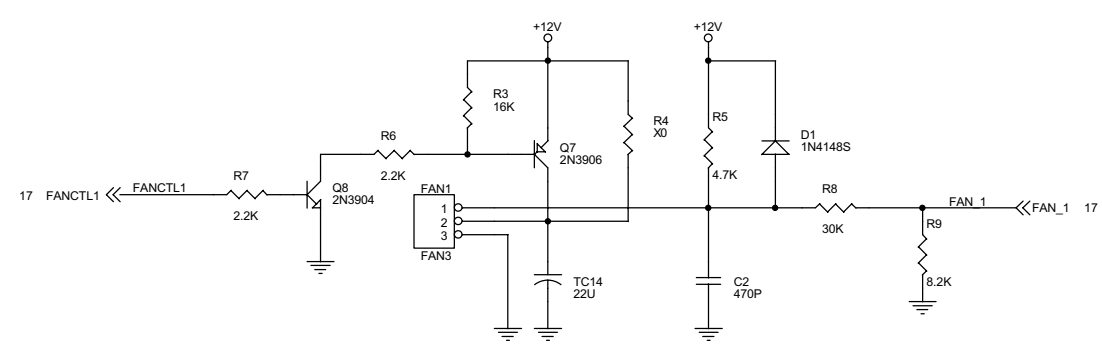 +12V
+12V
R3
16K
R4
X0
R5
4.7K
D1
1N4148S
R6
2.2K
Q7
2N3906
17 FANCTL1
FANCTL1
R7
2.2K
Q8
2N3904
FAN1
1
2
3
FAN3
R8
30K
FAN_1
FAN_1 17
R9
8.2K
TC14
22U
C2
470P